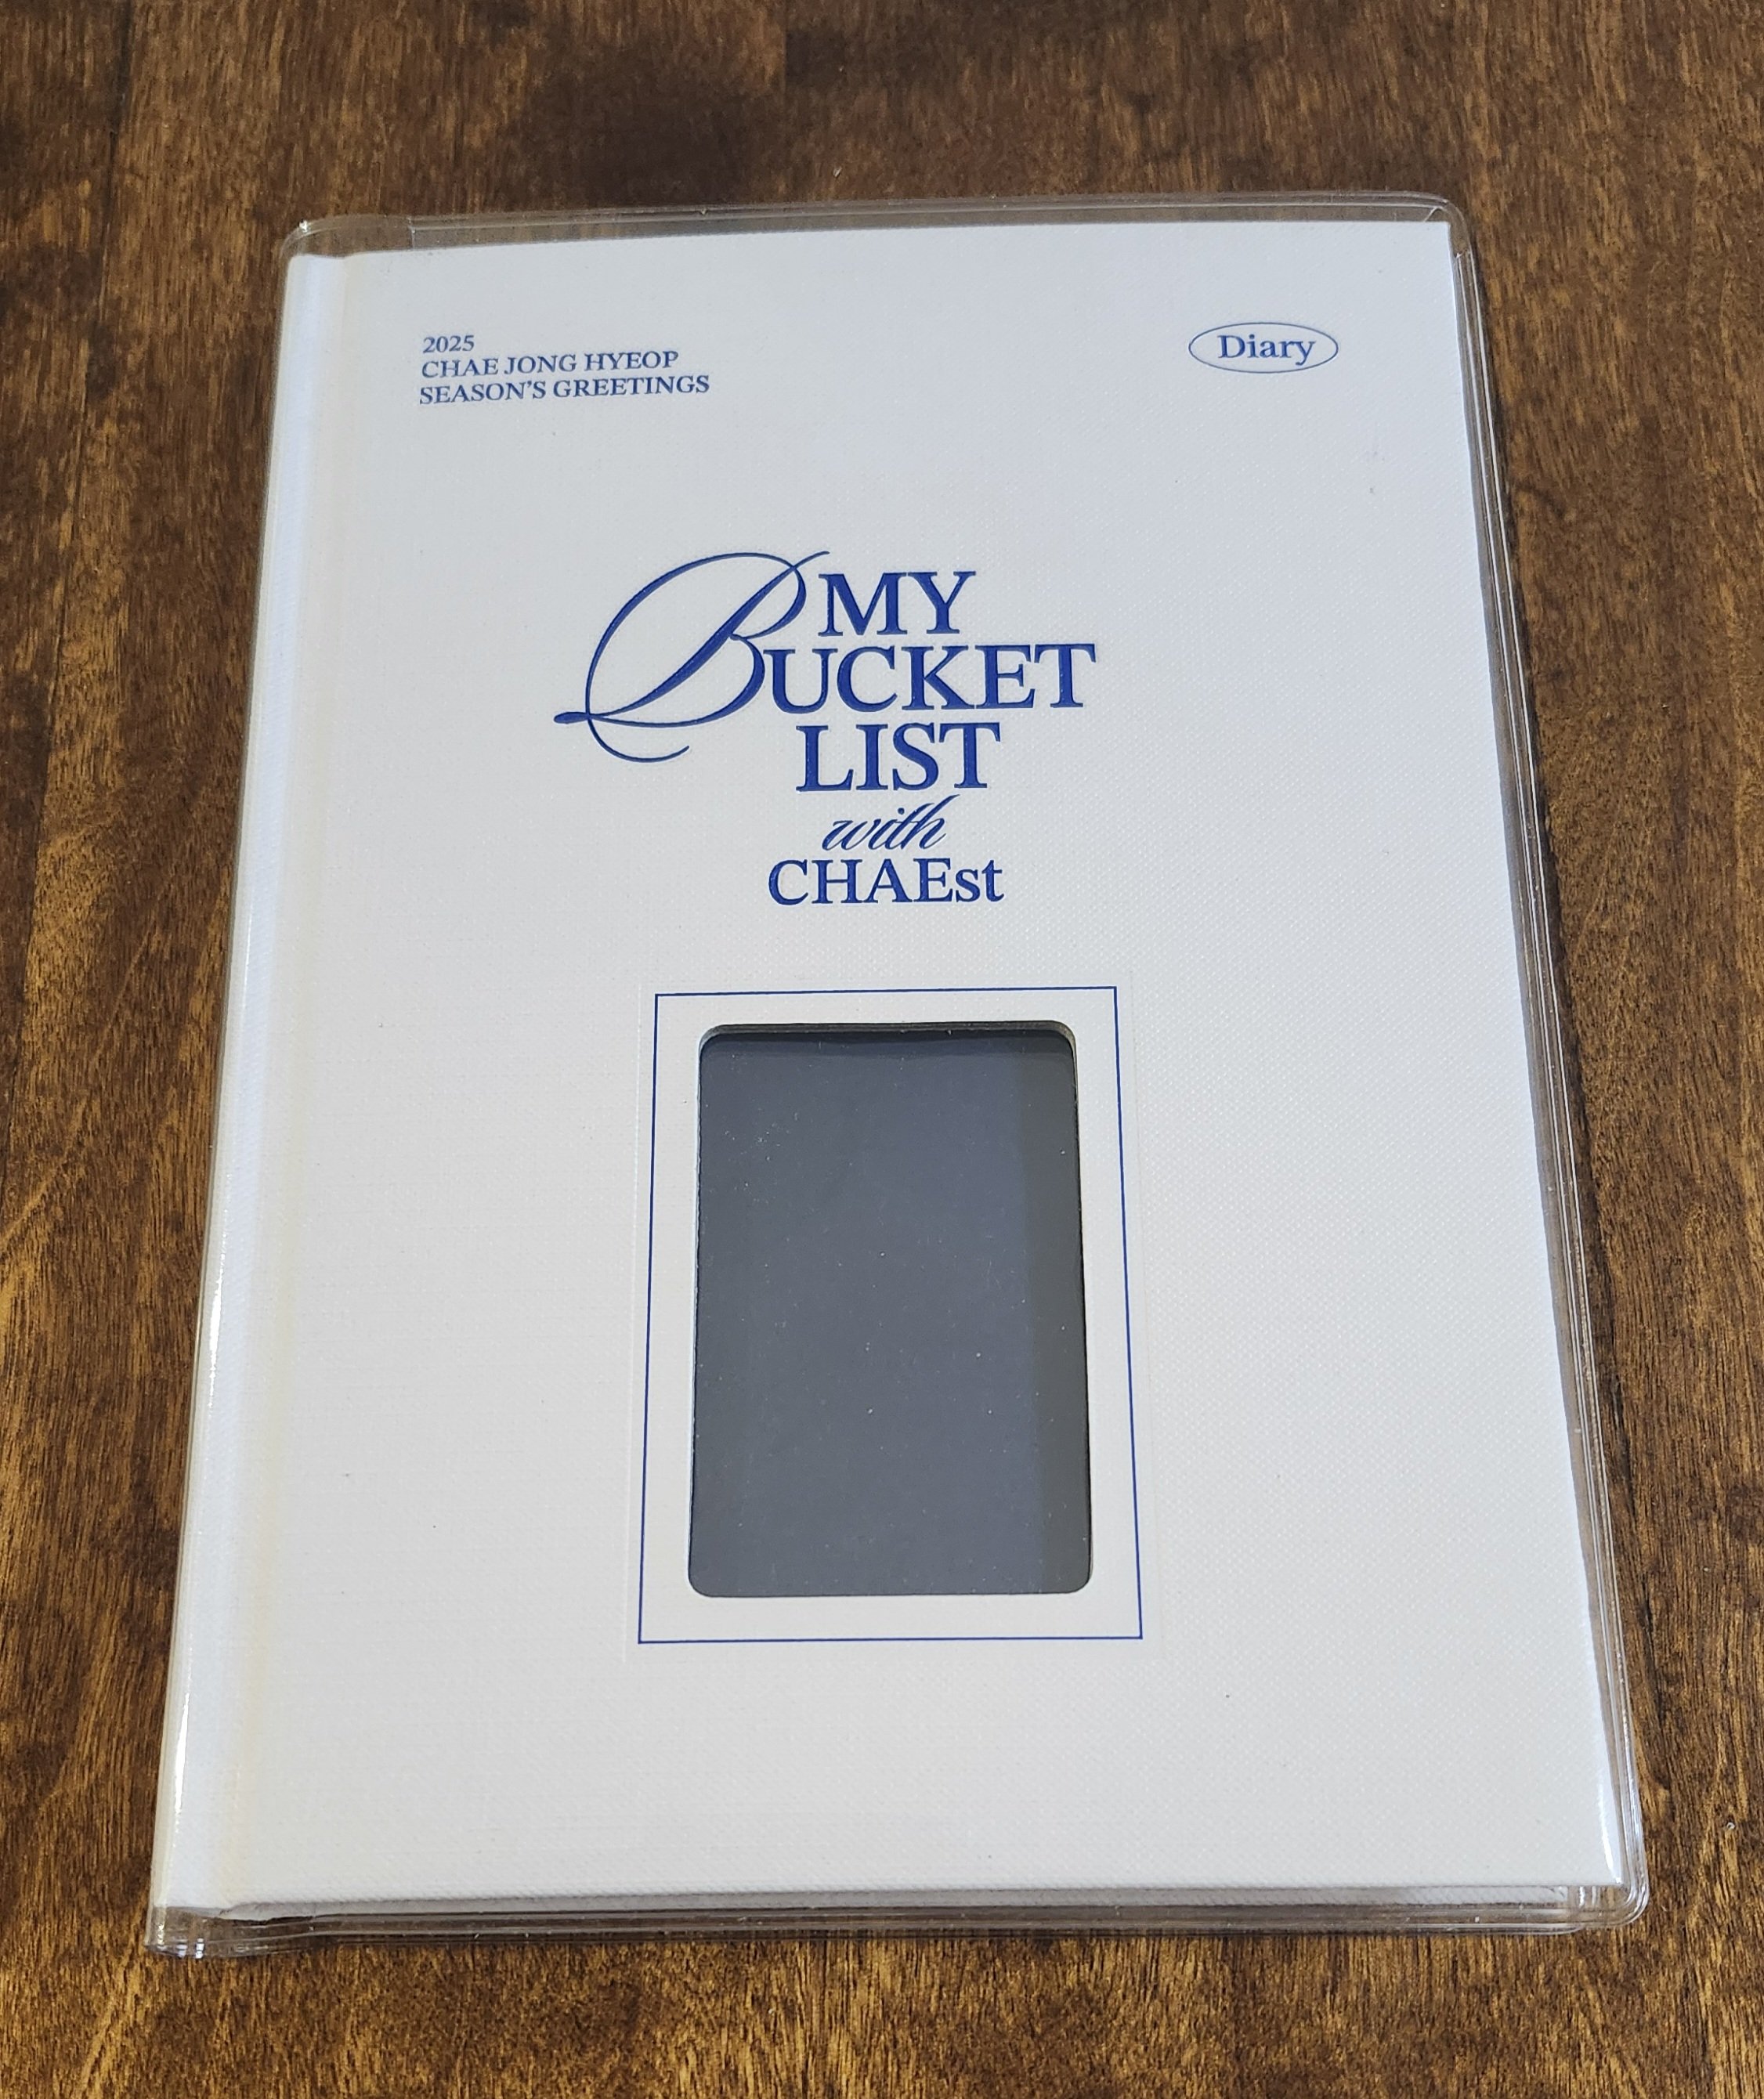 2025
CHAE JONG HYEOP
SEASON'S GREETINGS
Diary
MY
BUCKET
LIST
with
CHAEst